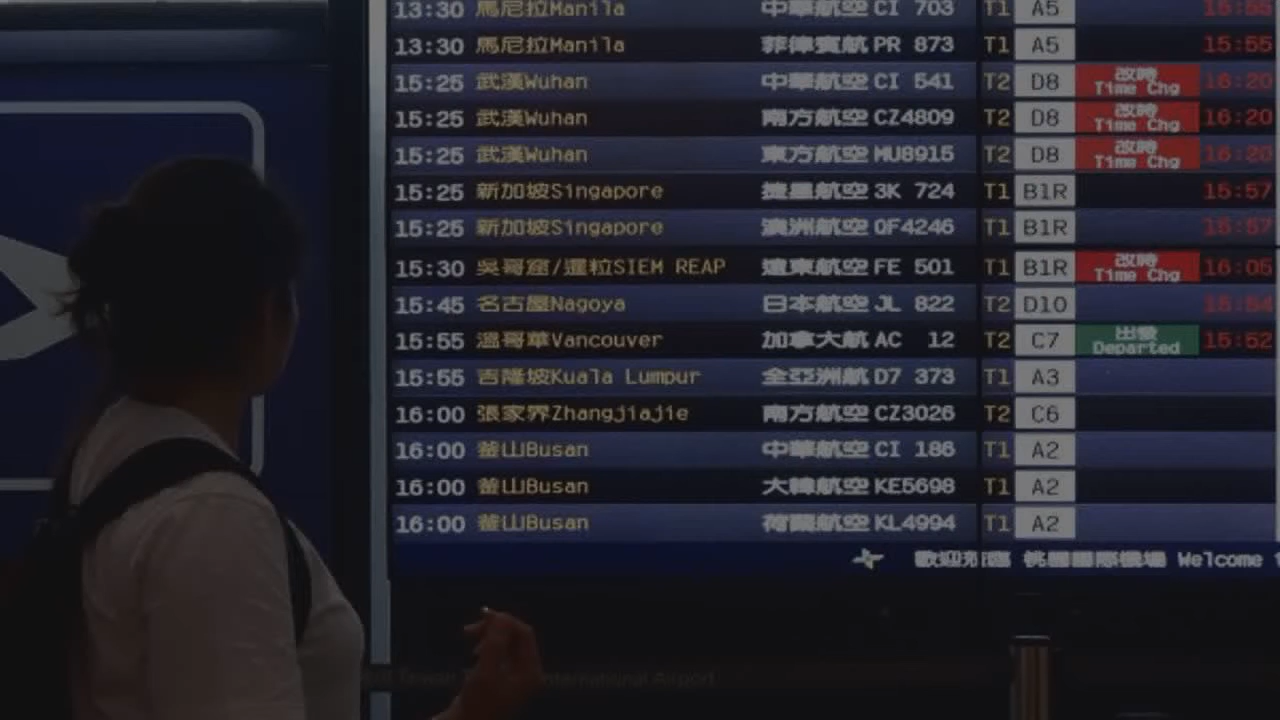 13:30 馬尼拉Manila 中華航空 CI 703 T1 A5 15:55
13:30 馬尼拉Manila 菲律賓航 PR 873 T1 A5 15:55
15:25 武漢Wuhan 中華航空 CI 541 T2 D8 改時 Time Chg 16:20
15:25 武漢Wuhan 南方航空 CZ4809 T2 D8 改時 Time Chg 16:20
15:25 武漢Wuhan 東方航空 MU8915 T2 D8 改時 Time Chg 16:20
15:25 新加坡Singapore 捷星航空 3K 724 T1 B1R 15:57
15:25 新加坡Singapore 澳洲航空 QF4246 T1 B1R 15:57
15:30 吳哥窟/暹粒SIEM REAP 遠東航空 FE 501 T1 B1R 改時 Time Chg 16:05
15:45 名古屋Nagoya 日本航空 JL 822 T2 D10 15:54
15:55 溫哥華Vancouver 加拿大航 AC 12 T2 C7 出發 Departed 15:52
15:55 吉隆坡Kuala Lumpur 全亞洲航 D7 373 T1 A3
16:00 張家界Zhangjiajie 南方航空 CZ3026 T2 C6
16:00 釜山Busan 中華航空 CI 186 T1 A2
16:00 釜山Busan 大韓航空 KE5698 T1 A2
16:00 釜山Busan 荷蘭航空 KL4994 T1 A2
歡迎光臨 桃園國際機場 Welcome
Taiwan International Airport